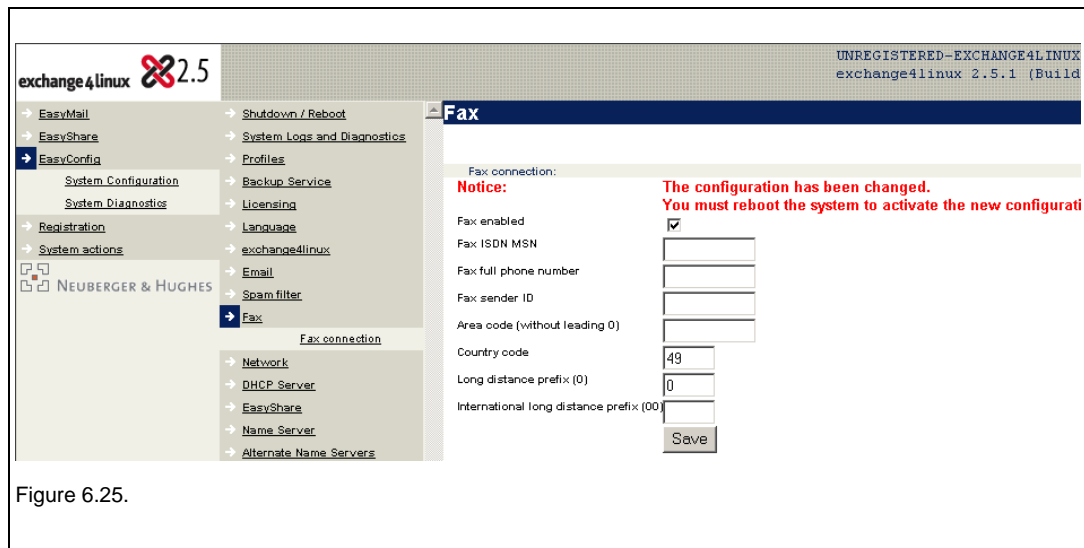 exchange4linux 2.5
UNREGISTERED-EXCHANGE4LINUX
exchange4linux 2.5.1 (Build
EasyMail
EasyShare
EasyConfig
System Configuration
System Diagnostics
Registration
System actions
NEUBERGER & HUGHES
Shutdown / Reboot
System Logs and Diagnostics
Profiles
Backup Service
Licensing
Language
exchange4linux
Email
Spam filter
Fax
Fax connection
Network
DHCP Server
EasyShare
Name Server
Alternate Name Servers
Fax
Fax connection:
Notice: The configuration has been changed.
You must reboot the system to activate the new configurati
Fax enabled
Fax ISDN MSN
Fax full phone number
Fax sender ID
Area code (without leading 0)
Country code 49
Long distance prefix (0) 0
International long distance prefix (00)
Save
Figure 6.25.